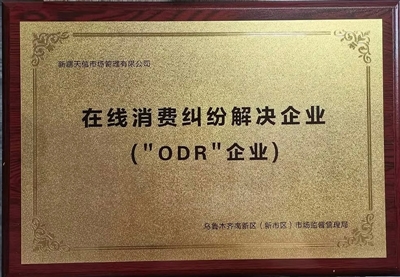 新疆天信市场管理有限公司
在线消费纠纷解决企业
("ODR"企业)
乌鲁木齐高新区（新市区）市场监督管理局